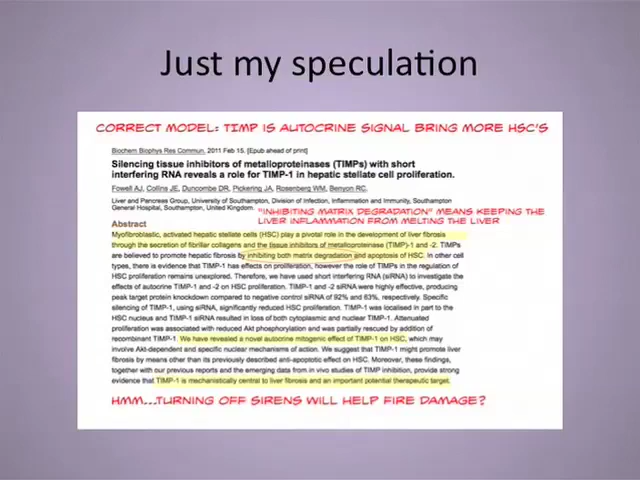 Just my speculation
CORRECT MODEL: TIMP IS AUTOCRINE SIGNAL BRING MORE HSC'S
Biochem Biophys Res Commun. 2011 Feb 15. [Epub ahead of print]
Silencing tissue inhibitors of metalloproteinases (TIMPs) with short
interfering RNA reveals a role for TIMP-1 in hepatic stellate cell proliferation.
Fowell AJ, Collins JE, Duncombe DR, Pickering JA, Rosenberg WM, Benyon RC.
Liver and Pancreas Group, University of Southampton, Division of Infection, Inflammation and Immunity, Southampton
General Hospital, Southampton, United Kingdom.
"INHIBITING MATRIX DEGRADATION" MEANS KEEPING THE
LIVER INFLAMMATION FROM MELTING THE LIVER
Abstract
Myofibroblastic, activated hepatic stellate cells (HSC) play a pivotal role in the development of liver fibrosis
through the secretion of fibrillar collagens and the tissue inhibitors of metalloproteinase (TIMP)-1 and -2. TIMPs
are believed to promote hepatic fibrosis by inhibiting both matrix degradation and apoptosis of HSC. In other cell
types, there is evidence that TIMP-1 has effects on proliferation, however the role of TIMPs in the regulation of
HSC proliferation remains unexplored. Therefore, we have used short interfering RNA (siRNA) to investigate the
effects of autocrine TIMP-1 and -2 on HSC proliferation. TIMP-1 and -2 siRNA were highly effective, producing
peak target protein knockdown compared to negative control siRNA of 92% and 63%, respectively. Specific
silencing of TIMP-1, using siRNA, significantly reduced HSC proliferation. TIMP-1 was localised in part to the
HSC nucleus and TIMP-1 siRNA resulted in loss of both cytoplasmic and nuclear TIMP-1. Attenuated
proliferation was associated with reduced Akt phosphorylation and was partially rescued by addition of
recombinant TIMP-1. We have revealed a novel autocrine mitogenic effect of TIMP-1 on HSC, which may
involve Akt-dependent and specific nuclear mechanisms of action. We suggest that TIMP-1 might promote liver
fibrosis by means other than its previously described anti-apoptotic effect on HSC. Moreover, these findings,
together with our previous reports and the emerging data from in vivo studies of TIMP inhibition, provide strong
evidence that TIMP-1 is mechanistically central to liver fibrosis and an important potential therapeutic target.
HMM...TURNING OFF SIRENS WILL HELP FIRE DAMAGE?